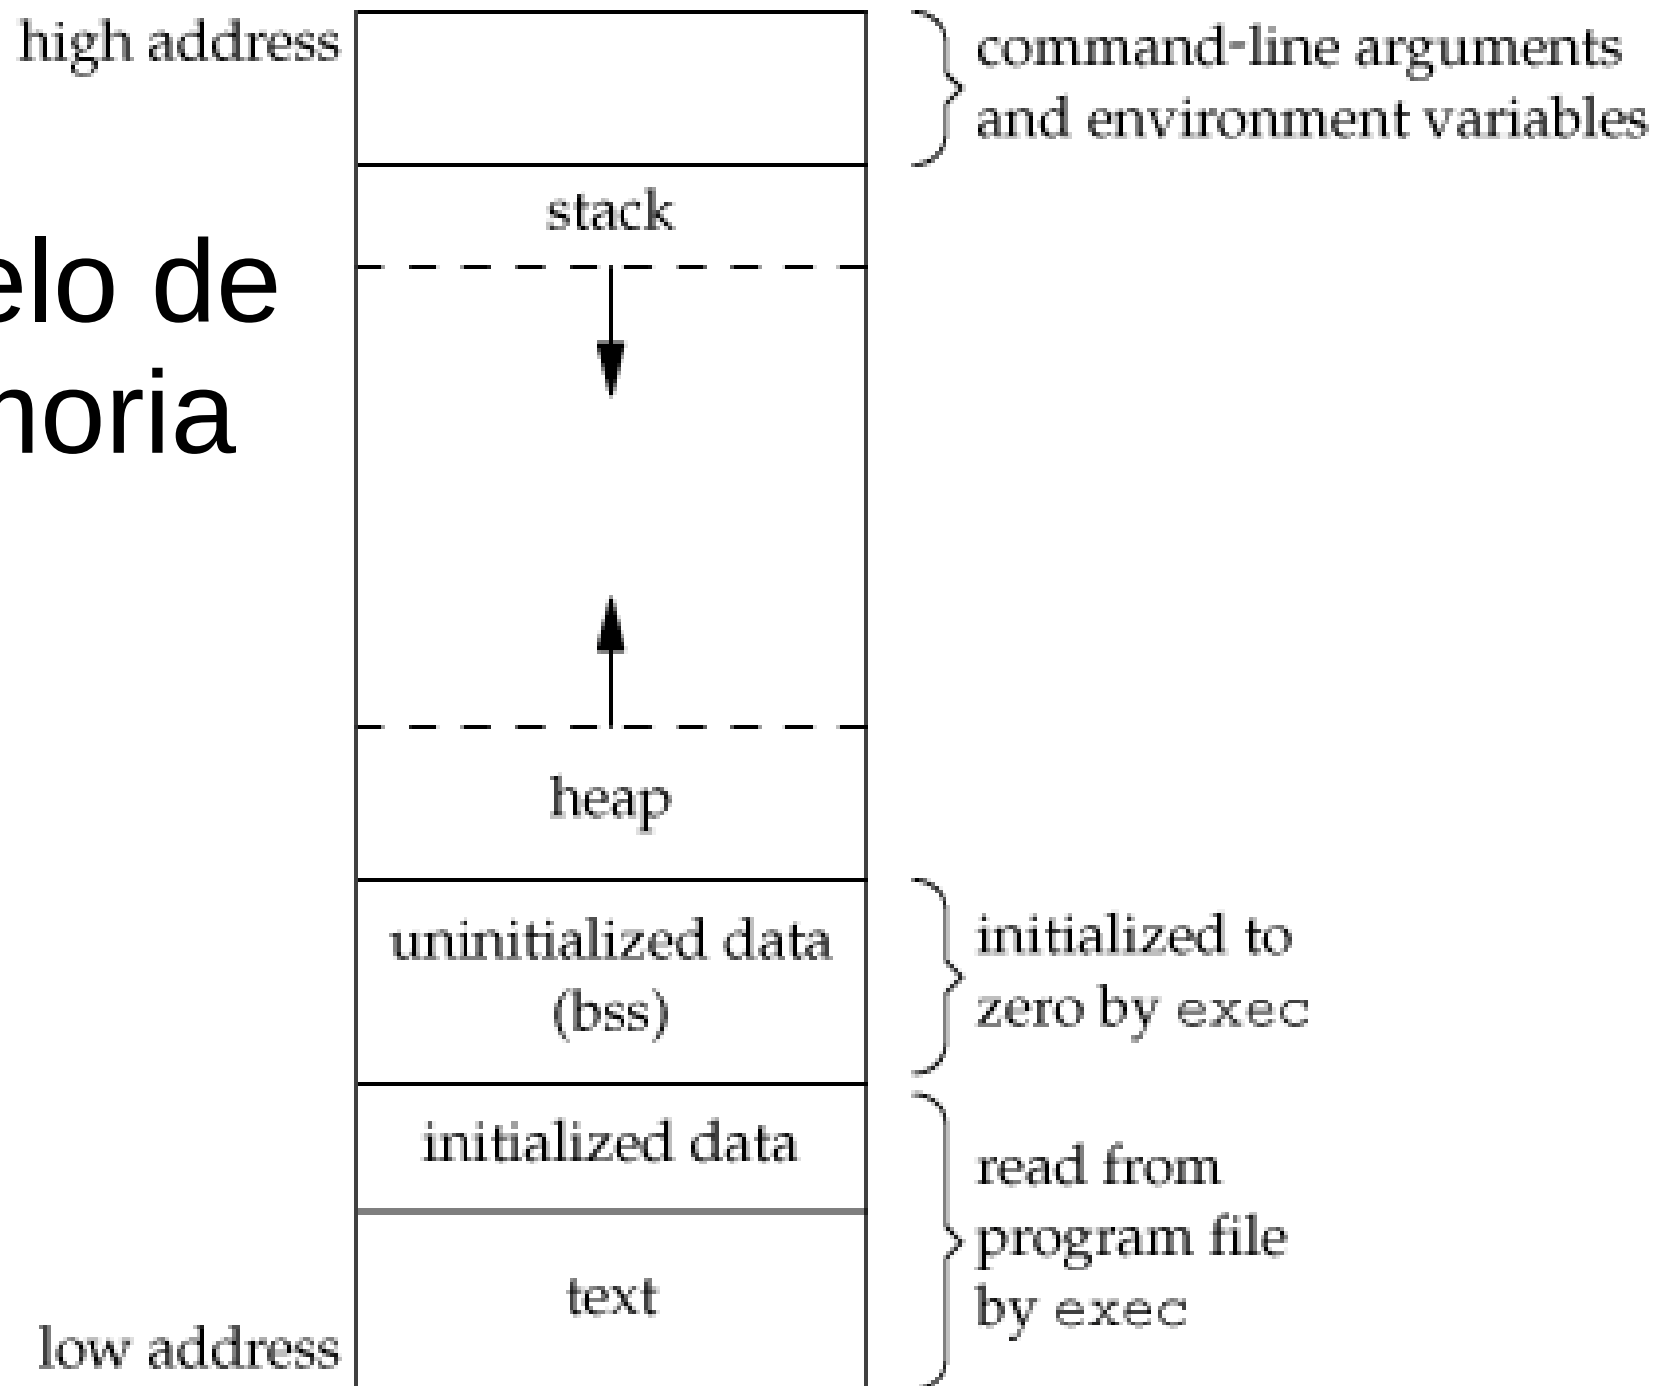 high address
command-line arguments
and environment variables
stack
elo de
noria
heap
uninitialized data
(bss)
initialized to
zero by exec
initialized data
read from
program file
by exec
text
low address